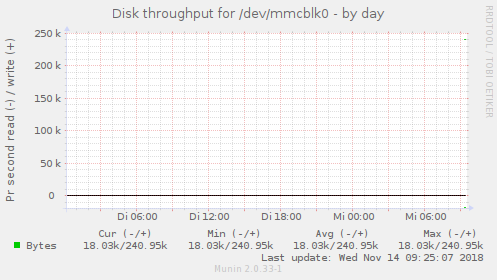 Disk throughput for /dev/mmcblk0 - by day
RRDTOOL / TOBI OETIKER
Pr second read (-) / write (+)
250 k
200 k
150 k
100 k
50 k
0
Di 06:00 Di 12:00 Di 18:00 Mi 00:00 Mi 06:00
Cur (-/+) Min (-/+) Avg (-/+) Max (-/+)
Bytes 18.03k/240.95k 18.03k/240.95k 18.03k/240.95k 18.03k/240.95k
Last update: Wed Nov 14 09:25:07 2018
Munin 2.0.33-1